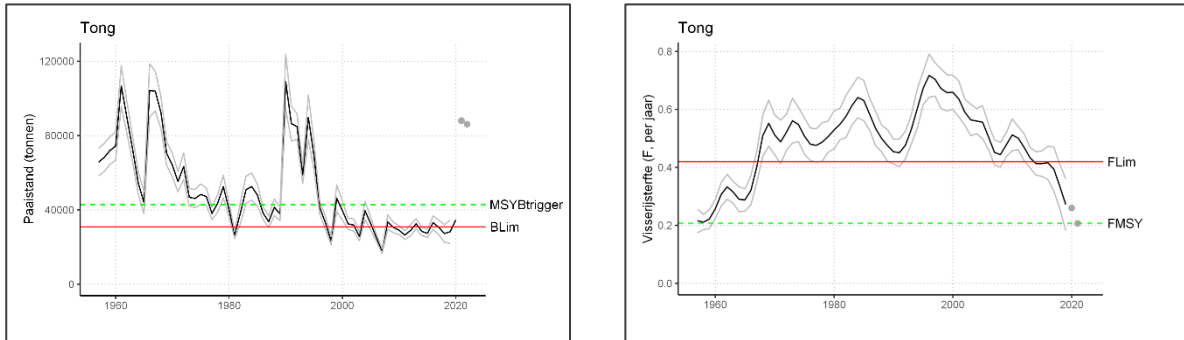 Tong
Paaistand (tonnen)
120000
80000
40000
0
MSYBtrigger
BLim
1960
1980
2000
2020
Tong
Visserijsterfte (F, per jaar)
0.8
0.6
0.4
0.2
0.0
FLim
FMSY
1960
1980
2000
2020